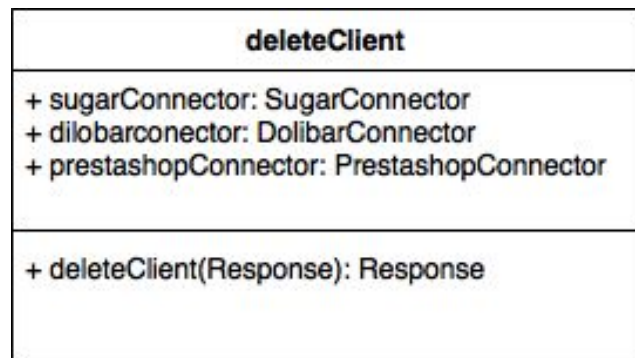 deleteClient
+ sugarConnector: SugarConnector
+ dilobarconector: DolibarConnector
+ prestashopConnector: PrestashopConnector
+ deleteClient(Response): Response